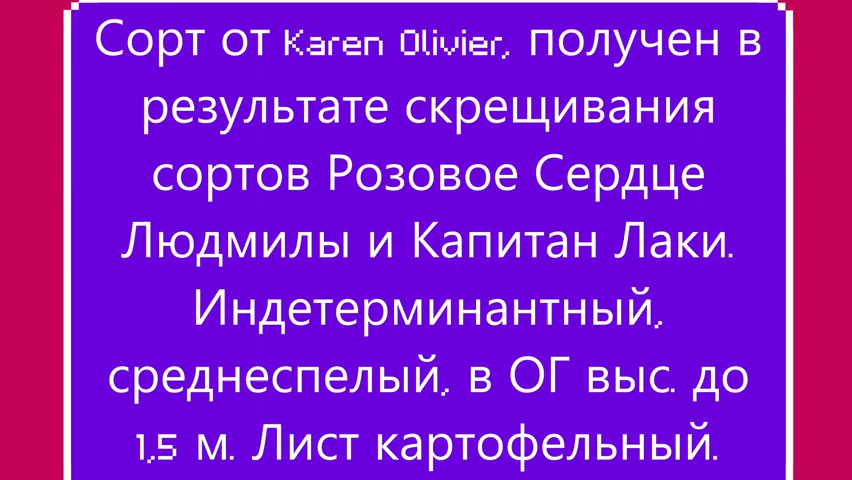 Сорт от Karen Olivier, получен в
результате скрещивания
сортов Розовое Сердце
Людмилы и Капитан Лаки.
Индетерминантный,
среднеспелый, в ОГ выс. до
1,5 м. Лист картофельный.